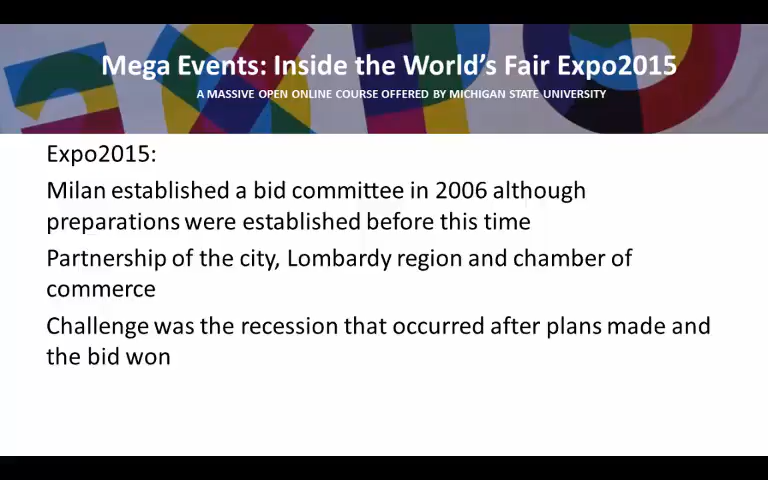 Mega Events: Inside the World's Fair Expo2015
A MASSIVE OPEN ONLINE COURSE OFFERED BY MICHIGAN STATE UNIVERSITY
Expo2015:
Milan established a bid committee in 2006 although
preparations were established before this time
Partnership of the city, Lombardy region and chamber of
commerce
Challenge was the recession that occurred after plans made and
the bid won